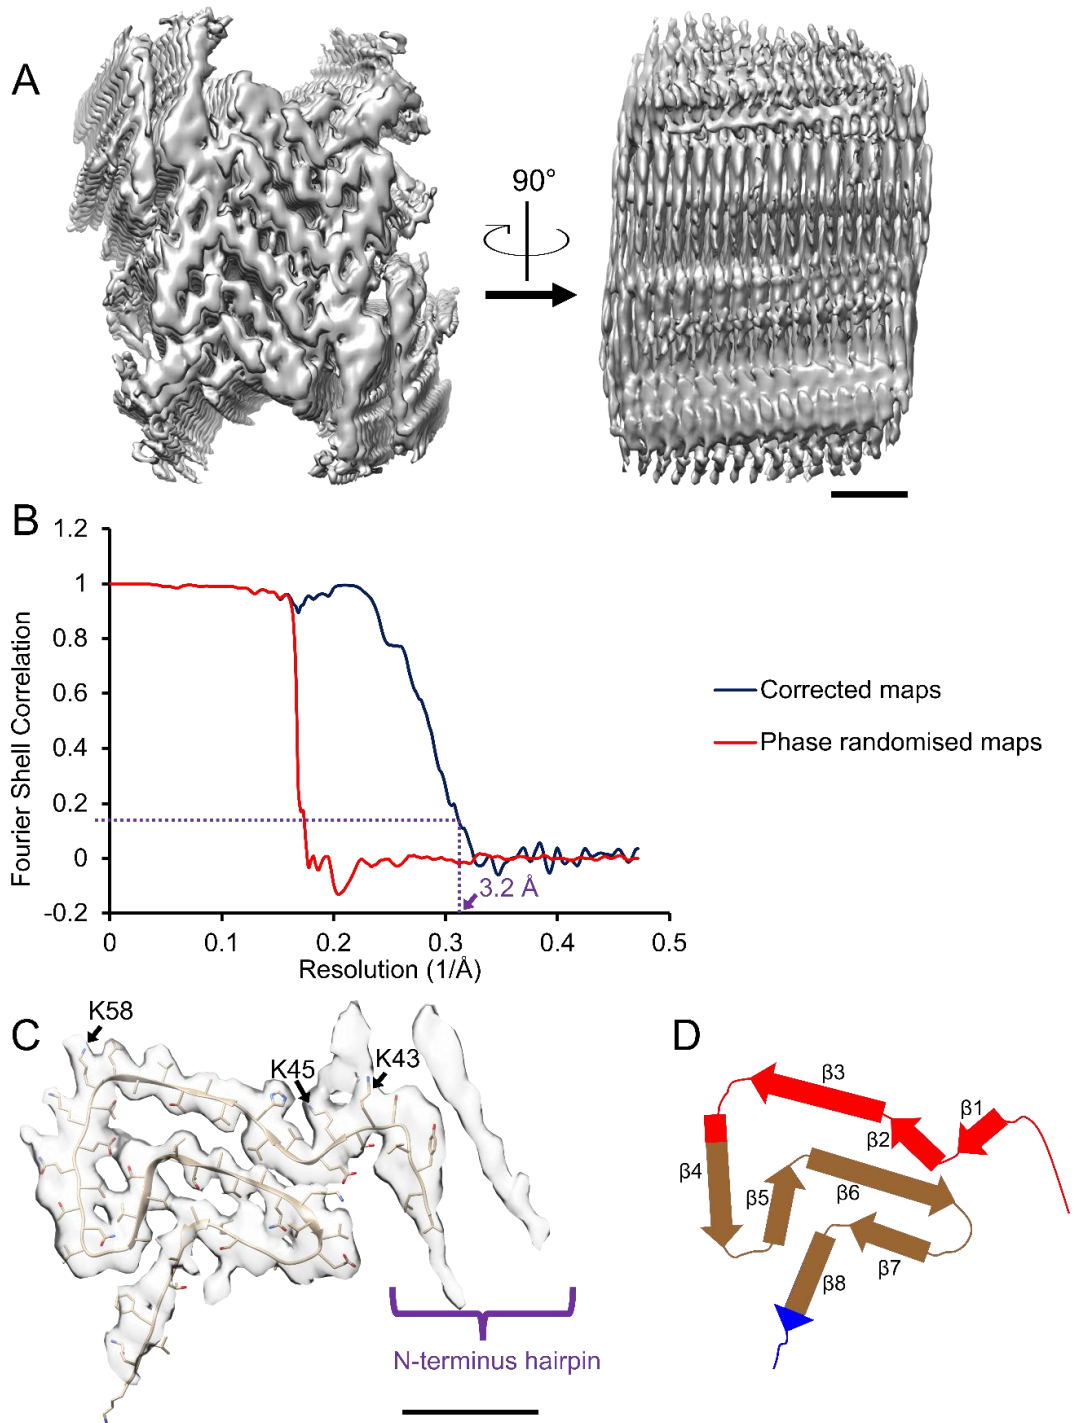 A
90°
B
1.2
1
0.8
0.6
0.4
0.2
0
-0.2
Fourier Shell Correlation
3.2 Å
0
0.1
0.2
0.3
0.4
0.5
Resolution (1/Å)
Corrected maps
Phase randomised maps
C
K58
K45
K43
N-terminus hairpin
D
β3
β1
β2
β4
β5
β6
β7
β8